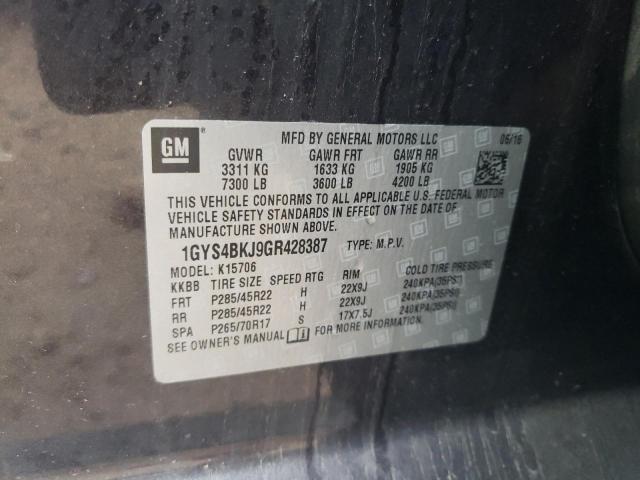 GM
MFD BY GENERAL MOTORS LLC 06/16
GVWR GAWR FRT GAWR RR
3311 KG 1633 KG 1905 KG
7300 LB 3600 LB 4200 LB
THIS VEHICLE CONFORMS TO ALL APPLICABLE U.S. FEDERAL MOTOR
VEHICLE SAFETY STANDARDS IN EFFECT ON THE DATE OF
MANUFACTURE SHOWN ABOVE.
1GYS4BKJ9GR428387 TYPE: M.P.V.
MODEL: K15706
KKBB TIRE SIZE SPEED RTG RIM COLD TIRE PRESSURE
FRT P285/45R22 H 22X9J 240KPA(35PSI)
RR P285/45R22 H 22X9J 240KPA(35PSI)
SPA P265/70R17 S 17X7.5J 240KPA(35PSI)
SEE OWNER'S MANUAL FOR MORE INFORMATION.